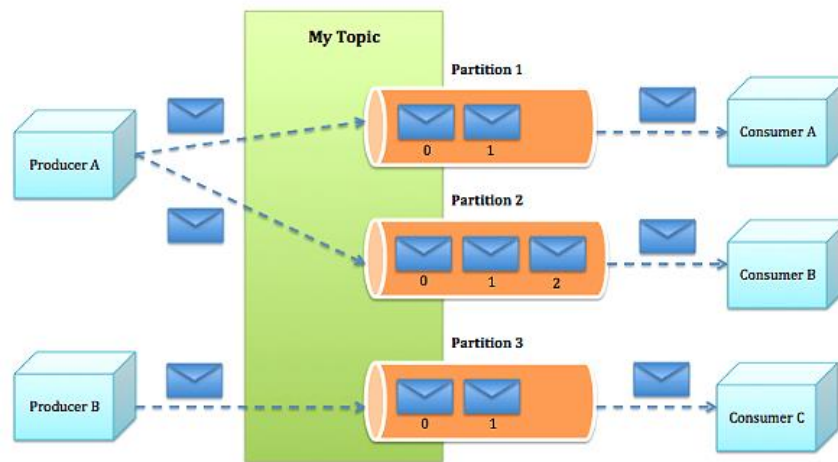 My Topic
Partition 1
Producer A
0 1
Consumer A
Partition 2
0 1 2
Consumer B
Partition 3
Producer B
0 1
Consumer C